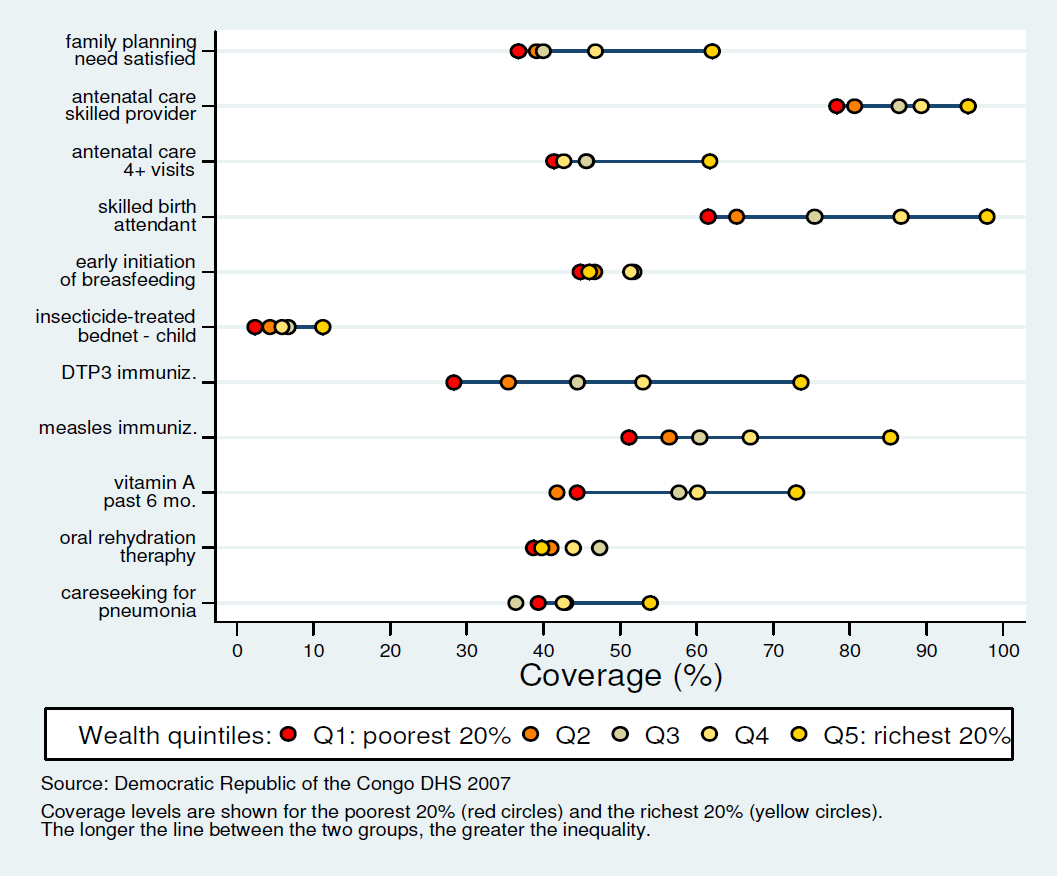 family planning
need satisfied
antenatal care
skilled provider
antenatal care
4+ visits
skilled birth
attendant
early initiation
of breasfeeding
insecticide-treated
bednet - child
DTP3 immuniz.
measles immuniz.
vitamin A
past 6 mo.
oral rehydration
theraphy
careseeking for
pneumonia
0 10 20 30 40 50 60 70 80 90 100
Coverage (%)
Wealth quintiles: Q1: poorest 20% Q2 Q3 Q4 Q5: richest 20%
Source: Democratic Republic of the Congo DHS 2007
Coverage levels are shown for the poorest 20% (red circles) and the richest 20% (yellow circles).
The longer the line between the two groups, the greater the inequality.